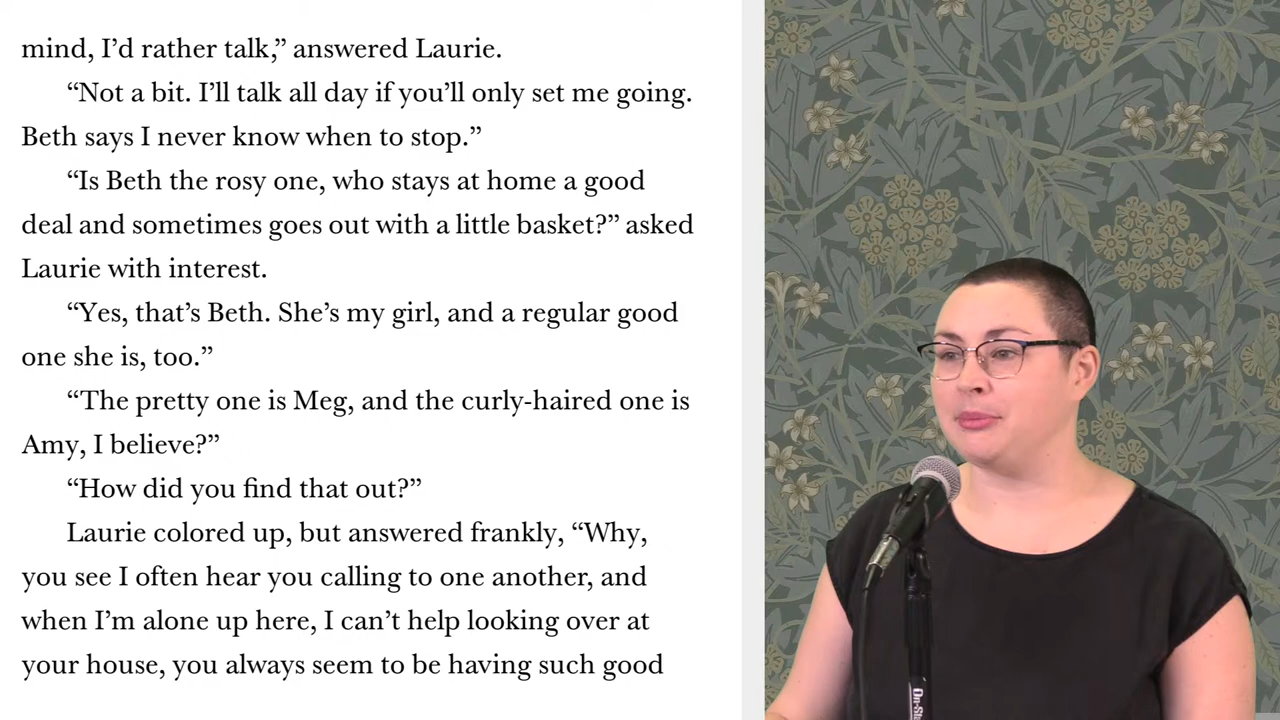 mind, I’d rather talk,” answered Laurie.
“Not a bit. I’ll talk all day if you’ll only set me going.
Beth says I never know when to stop.”
“Is Beth the rosy one, who stays at home a good
deal and sometimes goes out with a little basket?” asked
Laurie with interest.
“Yes, that’s Beth. She’s my girl, and a regular good
one she is, too.”
“The pretty one is Meg, and the curly-haired one is
Amy, I believe?”
“How did you find that out?”
Laurie colored up, but answered frankly, “Why,
you see I often hear you calling to one another, and
when I’m alone up here, I can’t help looking over at
your house, you always seem to be having such good